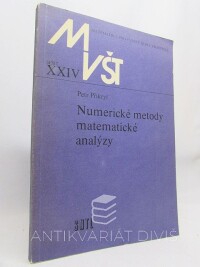 MVŠT
XXIV
Petr Přikryl
Numerické metody
matematické
analýzy
SNTL
ANTIKVARIÁT DIVIŠ